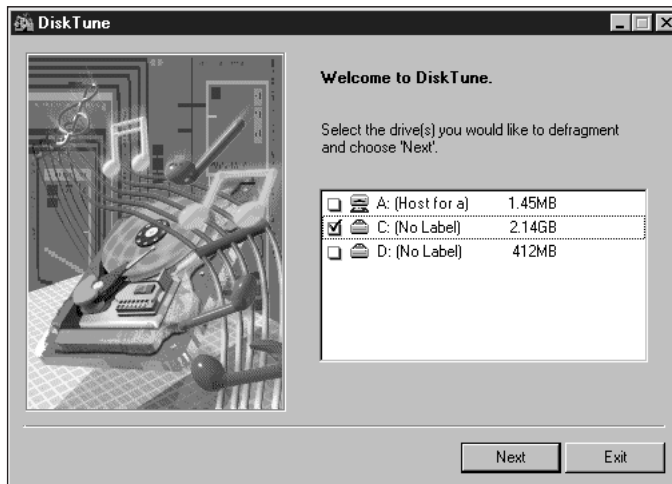 DiskTune
Welcome to DiskTune.
Select the drive(s) you would like to defragment
and choose 'Next'.
A: (Host for a) 1.45MB
C: (No Label) 2.14GB
D: (No Label) 412MB
Next Exit